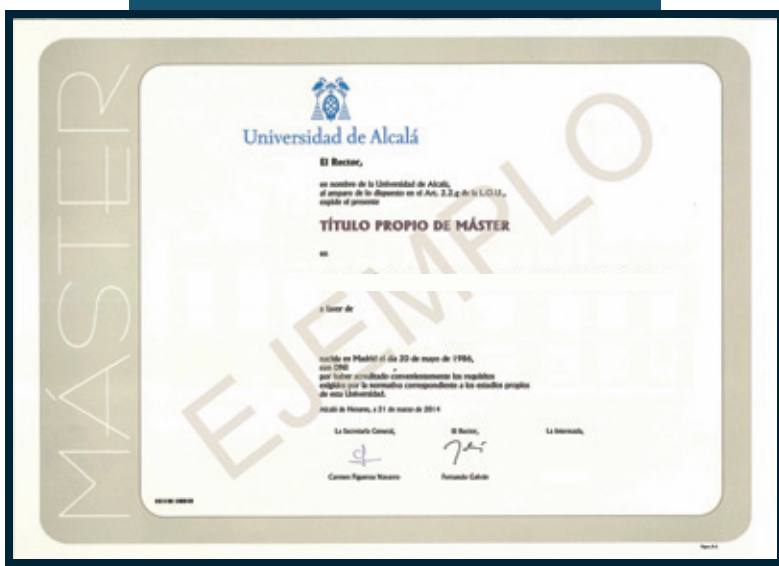 MÁSTER
Universidad de Alcalá
El Rector,
en nombre de la Universidad de Alcalá,
al amparo de lo dispuesto en el Art. 2.2.g de la L.O.U.,
expide el presente
TÍTULO PROPIO DE MÁSTER
en
a favor de
nacido en Madrid el día 20 de mayo de 1986,
con DNI ,
por haber acreditado convenientemente los requisitos
exigidos por la normativa correspondiente a los estudios propios
de esta Universidad.
Alcalá de Henares, a 31 de marzo de 2014
La Secretaria General, El Rector, La Interesada,
Carmen Figueroa Navarro Fernando Galván
EJEMPLO